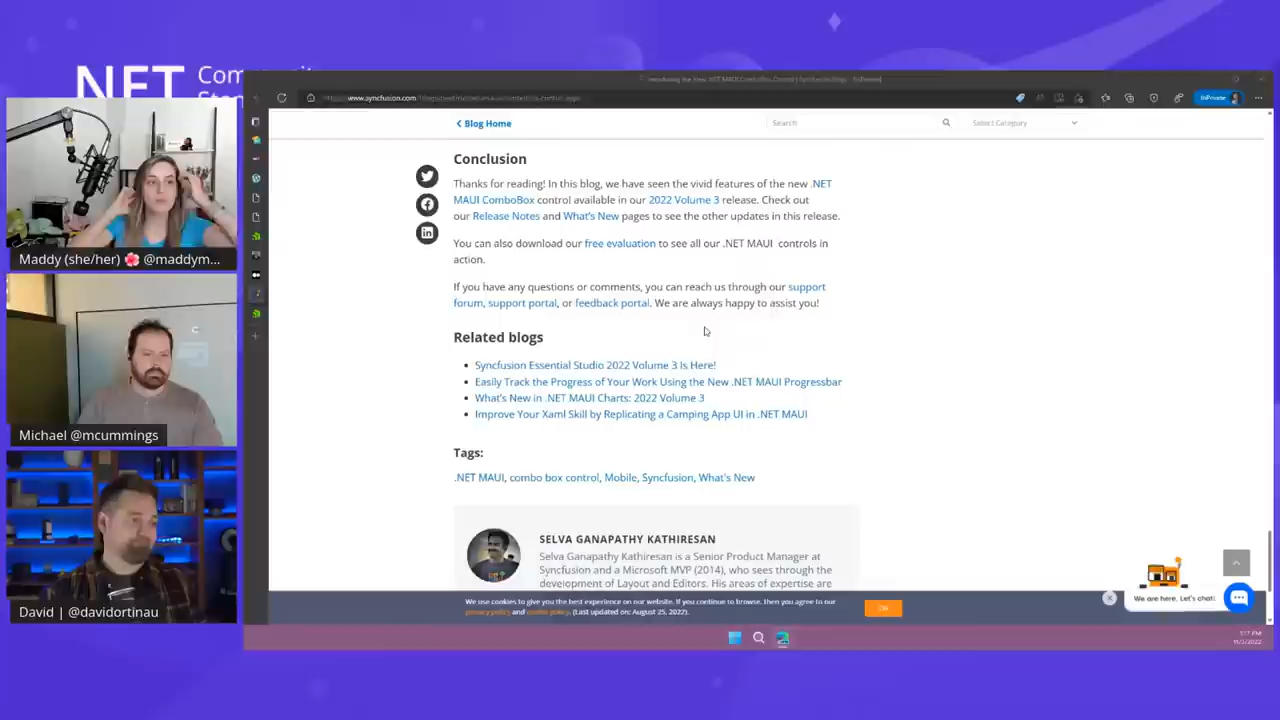 .NET Community
Maddy (she/her) 🌺 @maddym...
Michael @mcummings
David | @davidortinau
www.syncfusion.com
InPrivate
Blog Home
Search
Select Category
Conclusion
Thanks for reading! In this blog, we have seen the vivid features of the new .NET
MAUI ComboBox control available in our 2022 Volume 3 release. Check out
our Release Notes and What's New pages to see the other updates in this release.
You can also download our free evaluation to see all our .NET MAUI controls in
action.
If you have any questions or comments, you can reach us through our support
forum, support portal, or feedback portal. We are always happy to assist you!
Related blogs
Syncfusion Essential Studio 2022 Volume 3 Is Here!
Easily Track the Progress of Your Work Using the New .NET MAUI Progressbar
What's New in .NET MAUI Charts: 2022 Volume 3
Improve Your Xaml Skill by Replicating a Camping App UI in .NET MAUI
Tags:
.NET MAUI, combo box control, Mobile, Syncfusion, What's New
SELVA GANAPATHY KATHIRESAN
Selva Ganapathy Kathiresan is a Senior Product Manager at
Syncfusion and a Microsoft MVP (2014), who sees through the
development of Layout and Editors. His areas of expertise are
We use cookies to give you the best experience on our website. If you continue to browse, then you agree to our
privacy policy and cookie policy. (Last updated on: August 25, 2022).
OK
We are here, Let's chat!
11/3/2022